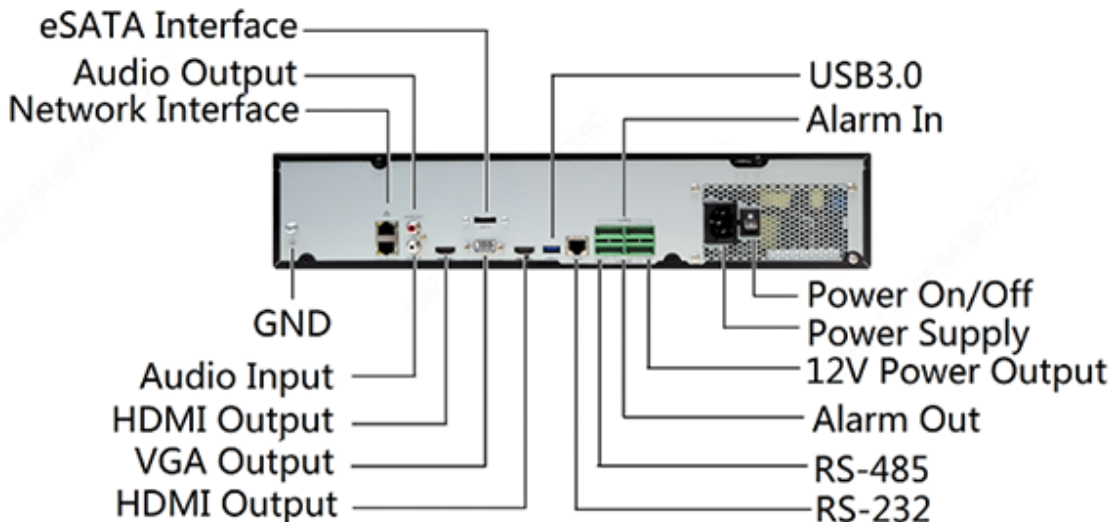 eSATA Interface
Audio Output
Network Interface
USB3.0
Alarm In
GND
Audio Input
HDMI Output
VGA Output
HDMI Output
Power On/Off
Power Supply
12V Power Output
Alarm Out
RS-485
RS-232